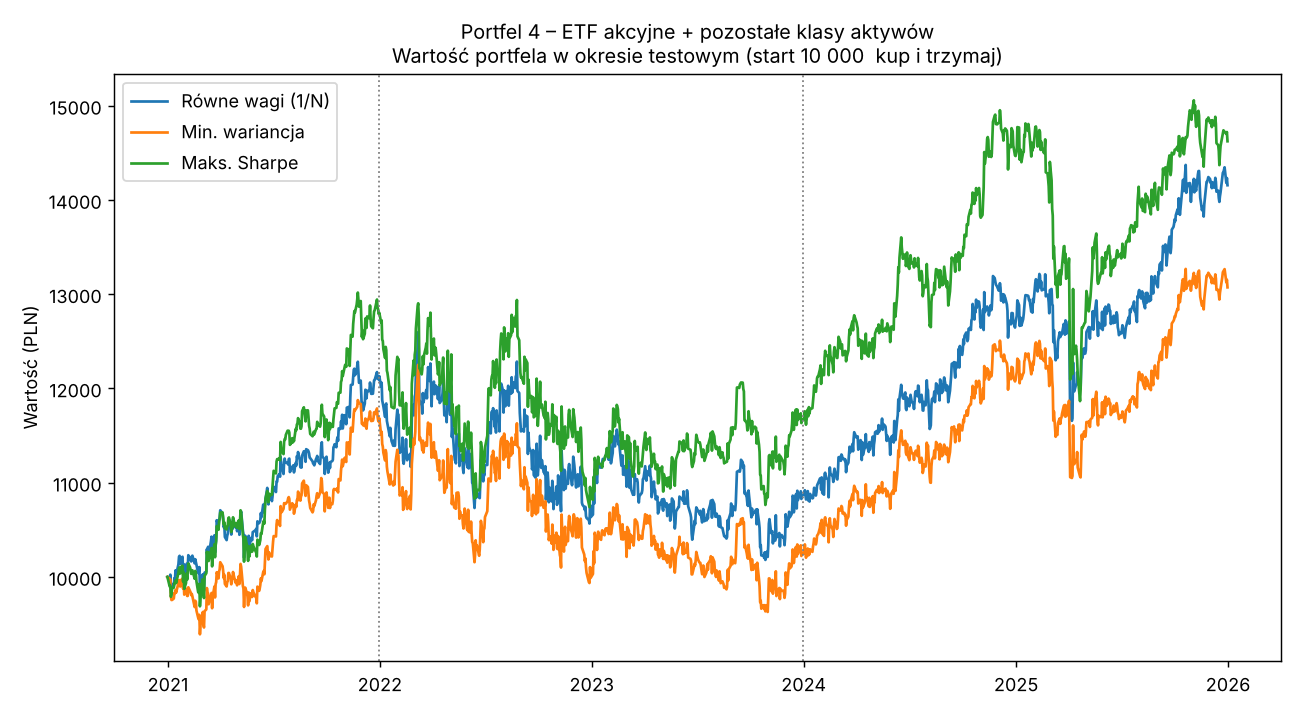 Portfel 4 – ETF akcyjne + pozostałe klasy aktywów
Wartość portfela w okresie testowym (start 10 000  kup i trzymaj)
Równe wagi (1/N)
Min. wariancja
Maks. Sharpe
Wartość (PLN)
15000
14000
13000
12000
11000
10000
2021
2022
2023
2024
2025
2026